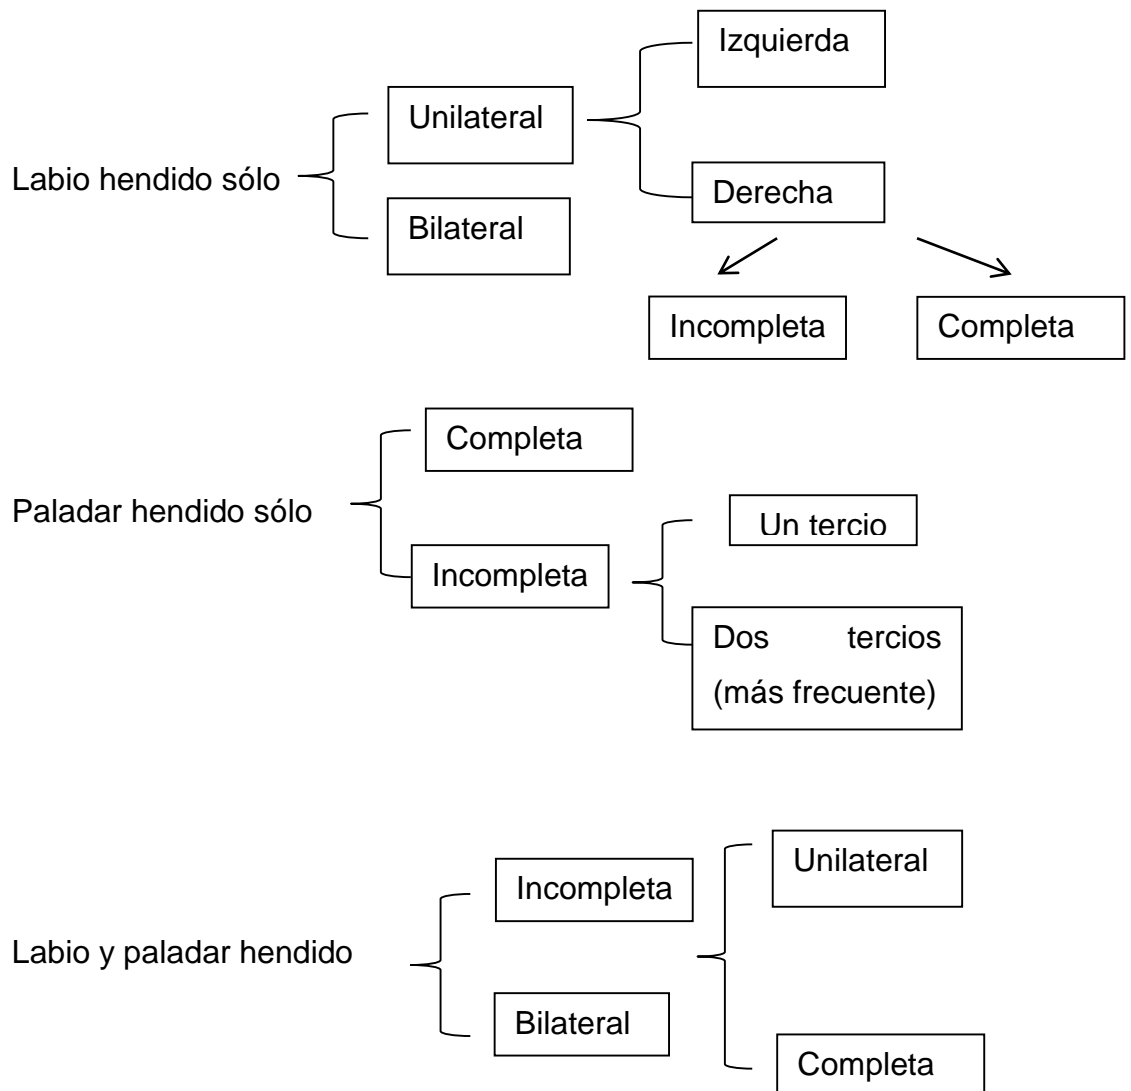 Izquierda
Unilateral
Labio hendido sólo
Derecha
Bilateral
Incompleta
Completa
Completa
Paladar hendido sólo
Un tercio
Incompleta
Dos tercios
(más frecuente)
Unilateral
Incompleta
Labio y paladar hendido
Bilateral
Completa